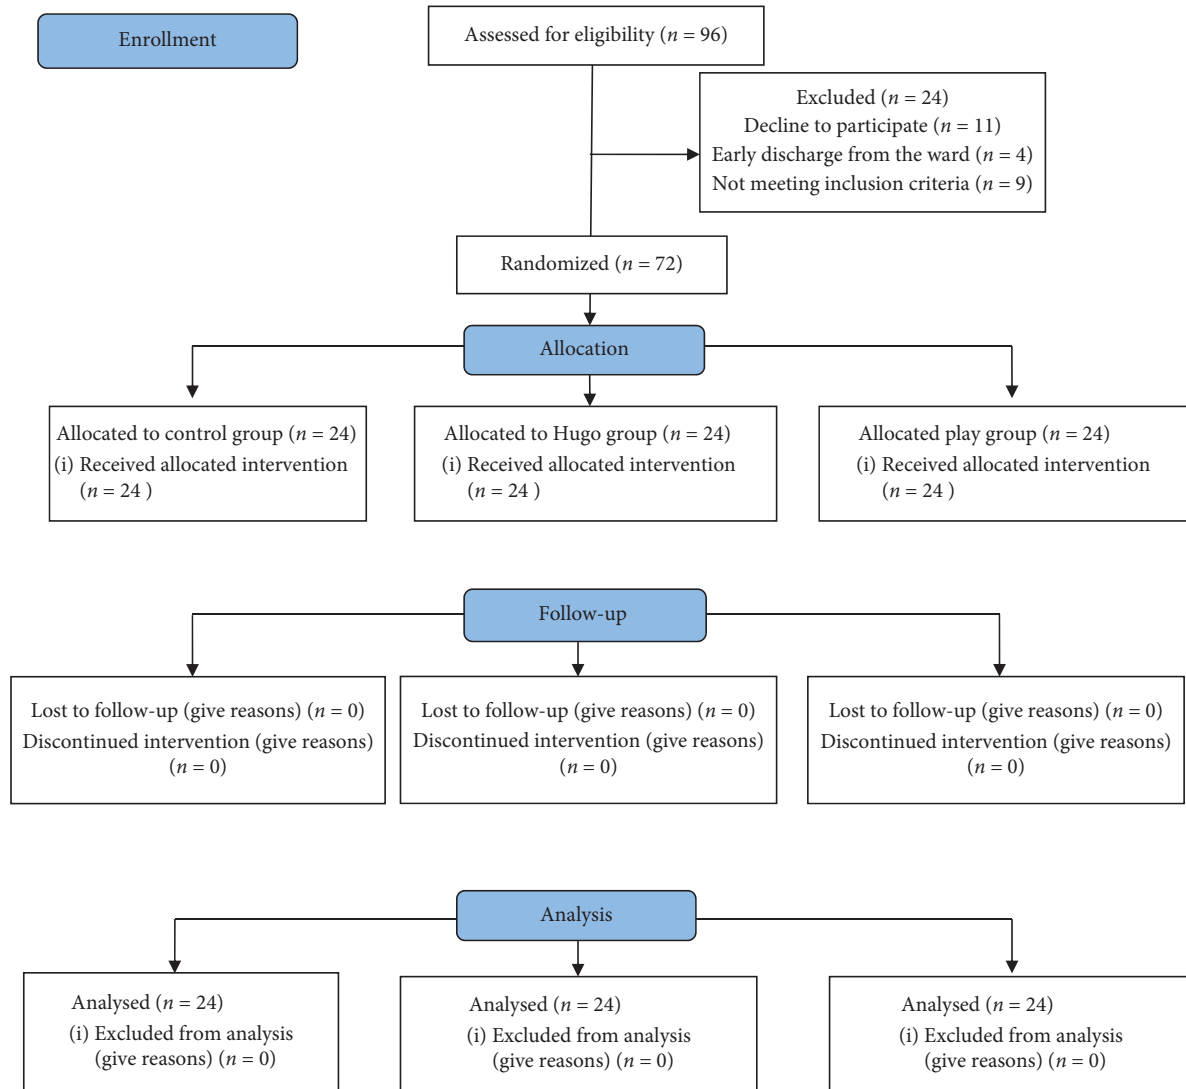 Enrollment
Assessed for eligibility (n = 96)
Excluded (n = 24)
Decline to participate (n = 11)
Early discharge from the ward (n = 4)
Not meeting inclusion criteria (n = 9)
Randomized (n = 72)
Allocation
Allocated to control group (n = 24)
(i) Received allocated intervention
(n = 24 )
Allocated to Hugo group (n = 24)
(i) Received allocated intervention
(n = 24 )
Allocated play group (n = 24)
(i) Received allocated intervention
(n = 24 )
Follow-up
Lost to follow-up (give reasons) (n = 0)
Discontinued intervention (give reasons)
(n = 0)
Lost to follow-up (give reasons) (n = 0)
Discontinued intervention (give reasons)
(n = 0)
Lost to follow-up (give reasons) (n = 0)
Discontinued intervention (give reasons)
(n = 0)
Analysis
Analysed (n = 24)
(i) Excluded from analysis
(give reasons) (n = 0)
Analysed (n = 24)
(i) Excluded from analysis
(give reasons) (n = 0)
Analysed (n = 24)
(i) Excluded from analysis
(give reasons) (n = 0)